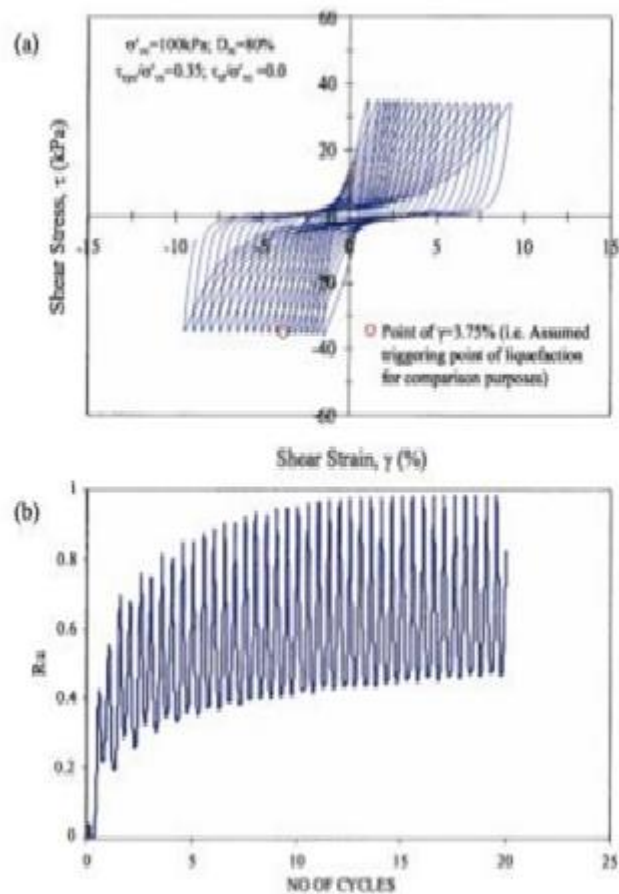 (a)
60
σ'vc=100kPa; Drc=80%
τcyc/σ'vc=0.35; τst/σ'vc =0.0
20
Shear Stress, τ (kPa)
-15
-10
-5
0
5
10
15
-20
Point of γ=3.75% (i.e. Assumed
triggering point of liquefaction
for comparison purposes)
-40
-60
Shear Strain, γ (%)
(b)
1
0.8
0.6
0.4
0.2
0
Ru
0
5
10
15
20
25
NO OF CYCLES